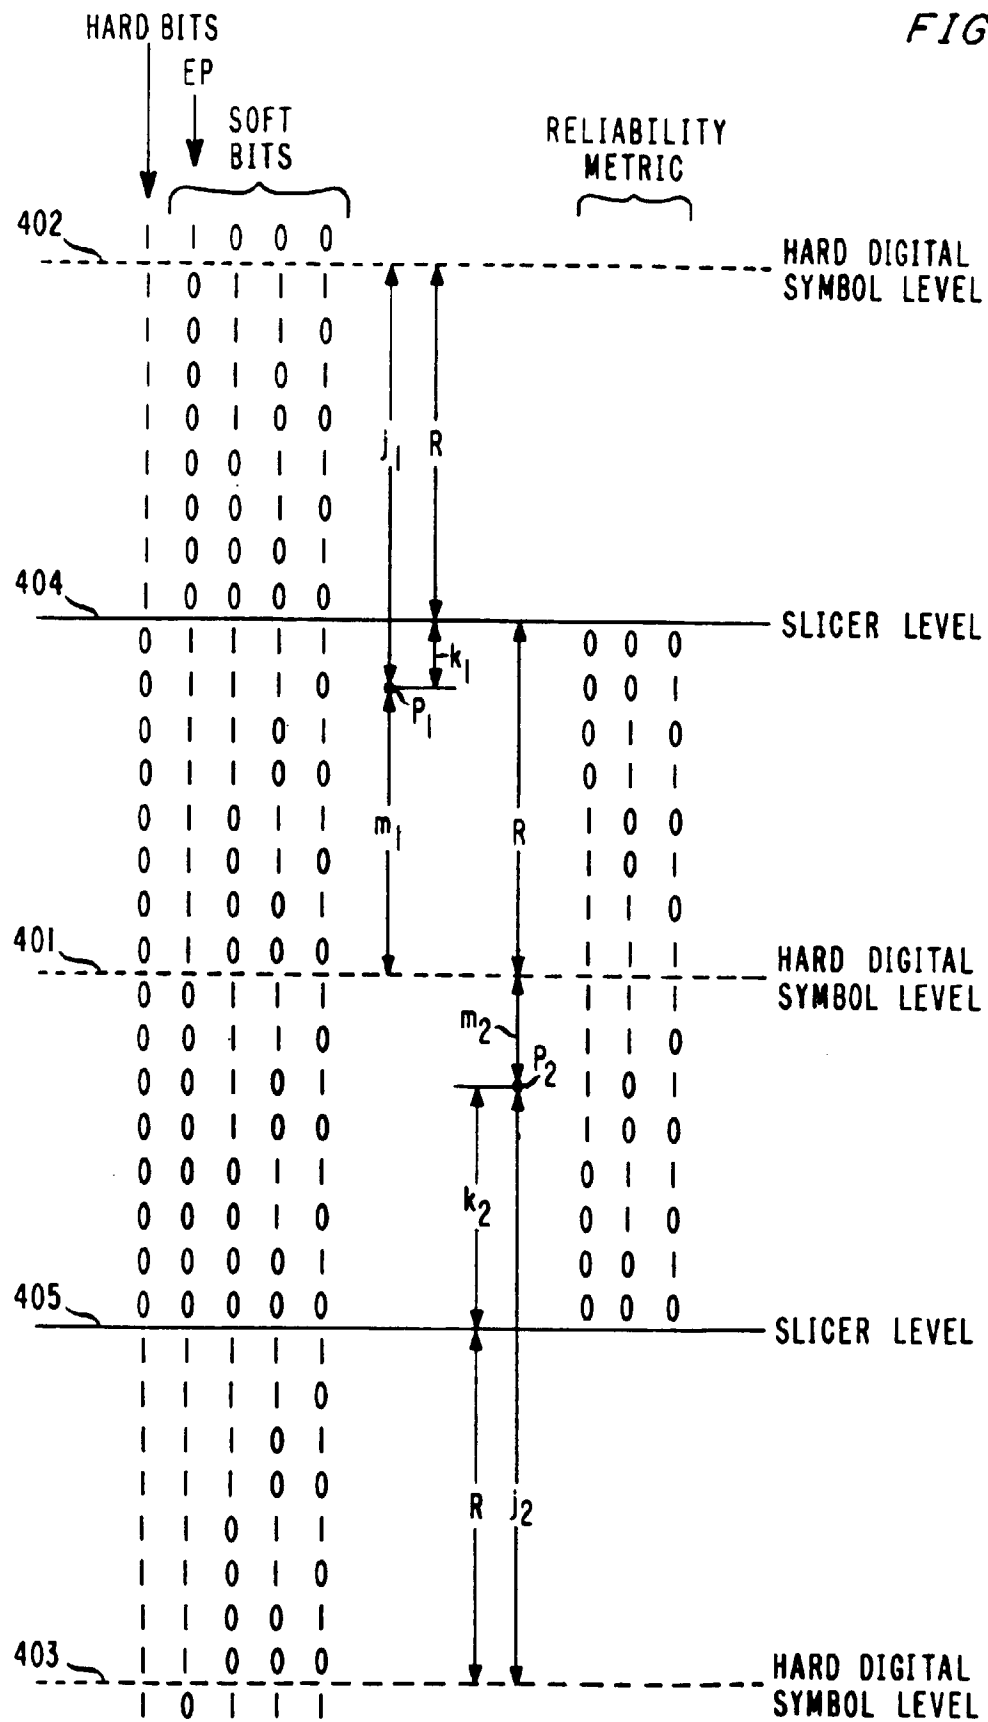 FIG
HARD BITS
EP
SOFT
BITS
RELIABILITY
METRIC
1 1 0 0 0
402
HARD DIGITAL
SYMBOL LEVEL
1 0 1 1 1
1 0 1 1 0
1 0 1 0 1
1 0 1 0 0
j1 R
1 0 0 1 1
1 0 0 1 0
1 0 0 0 1
1 0 0 0 0
404
SLICER LEVEL
0 1 1 1 1 k1 0 0 0
0 1 1 1 0 0 0 1
P1
0 1 1 0 1 0 1 0
0 1 1 0 0 0 1 1
0 1 0 1 1 m1 R 1 0 0
0 1 0 1 0 1 0 1
0 1 0 0 1 1 1 0
0 1 0 0 0 1 1 1
401
HARD DIGITAL
SYMBOL LEVEL
0 0 1 1 1 1 1 1
m2
0 0 1 1 0 1 1 0
P2
0 0 1 0 1 1 0 1
0 0 1 0 0 1 0 0
0 0 0 1 1 0 1 1
k2
0 0 0 1 0 0 1 0
0 0 0 0 1 0 0 1
0 0 0 0 0 0 0 0
405
SLICER LEVEL
1 1 1 1 1
1 1 1 1 0
1 1 1 0 1
1 1 1 0 0
R j2
1 1 0 1 1
1 1 0 1 0
1 1 0 0 1
1 1 0 0 0
403
HARD DIGITAL
SYMBOL LEVEL
1 0 1 1 1